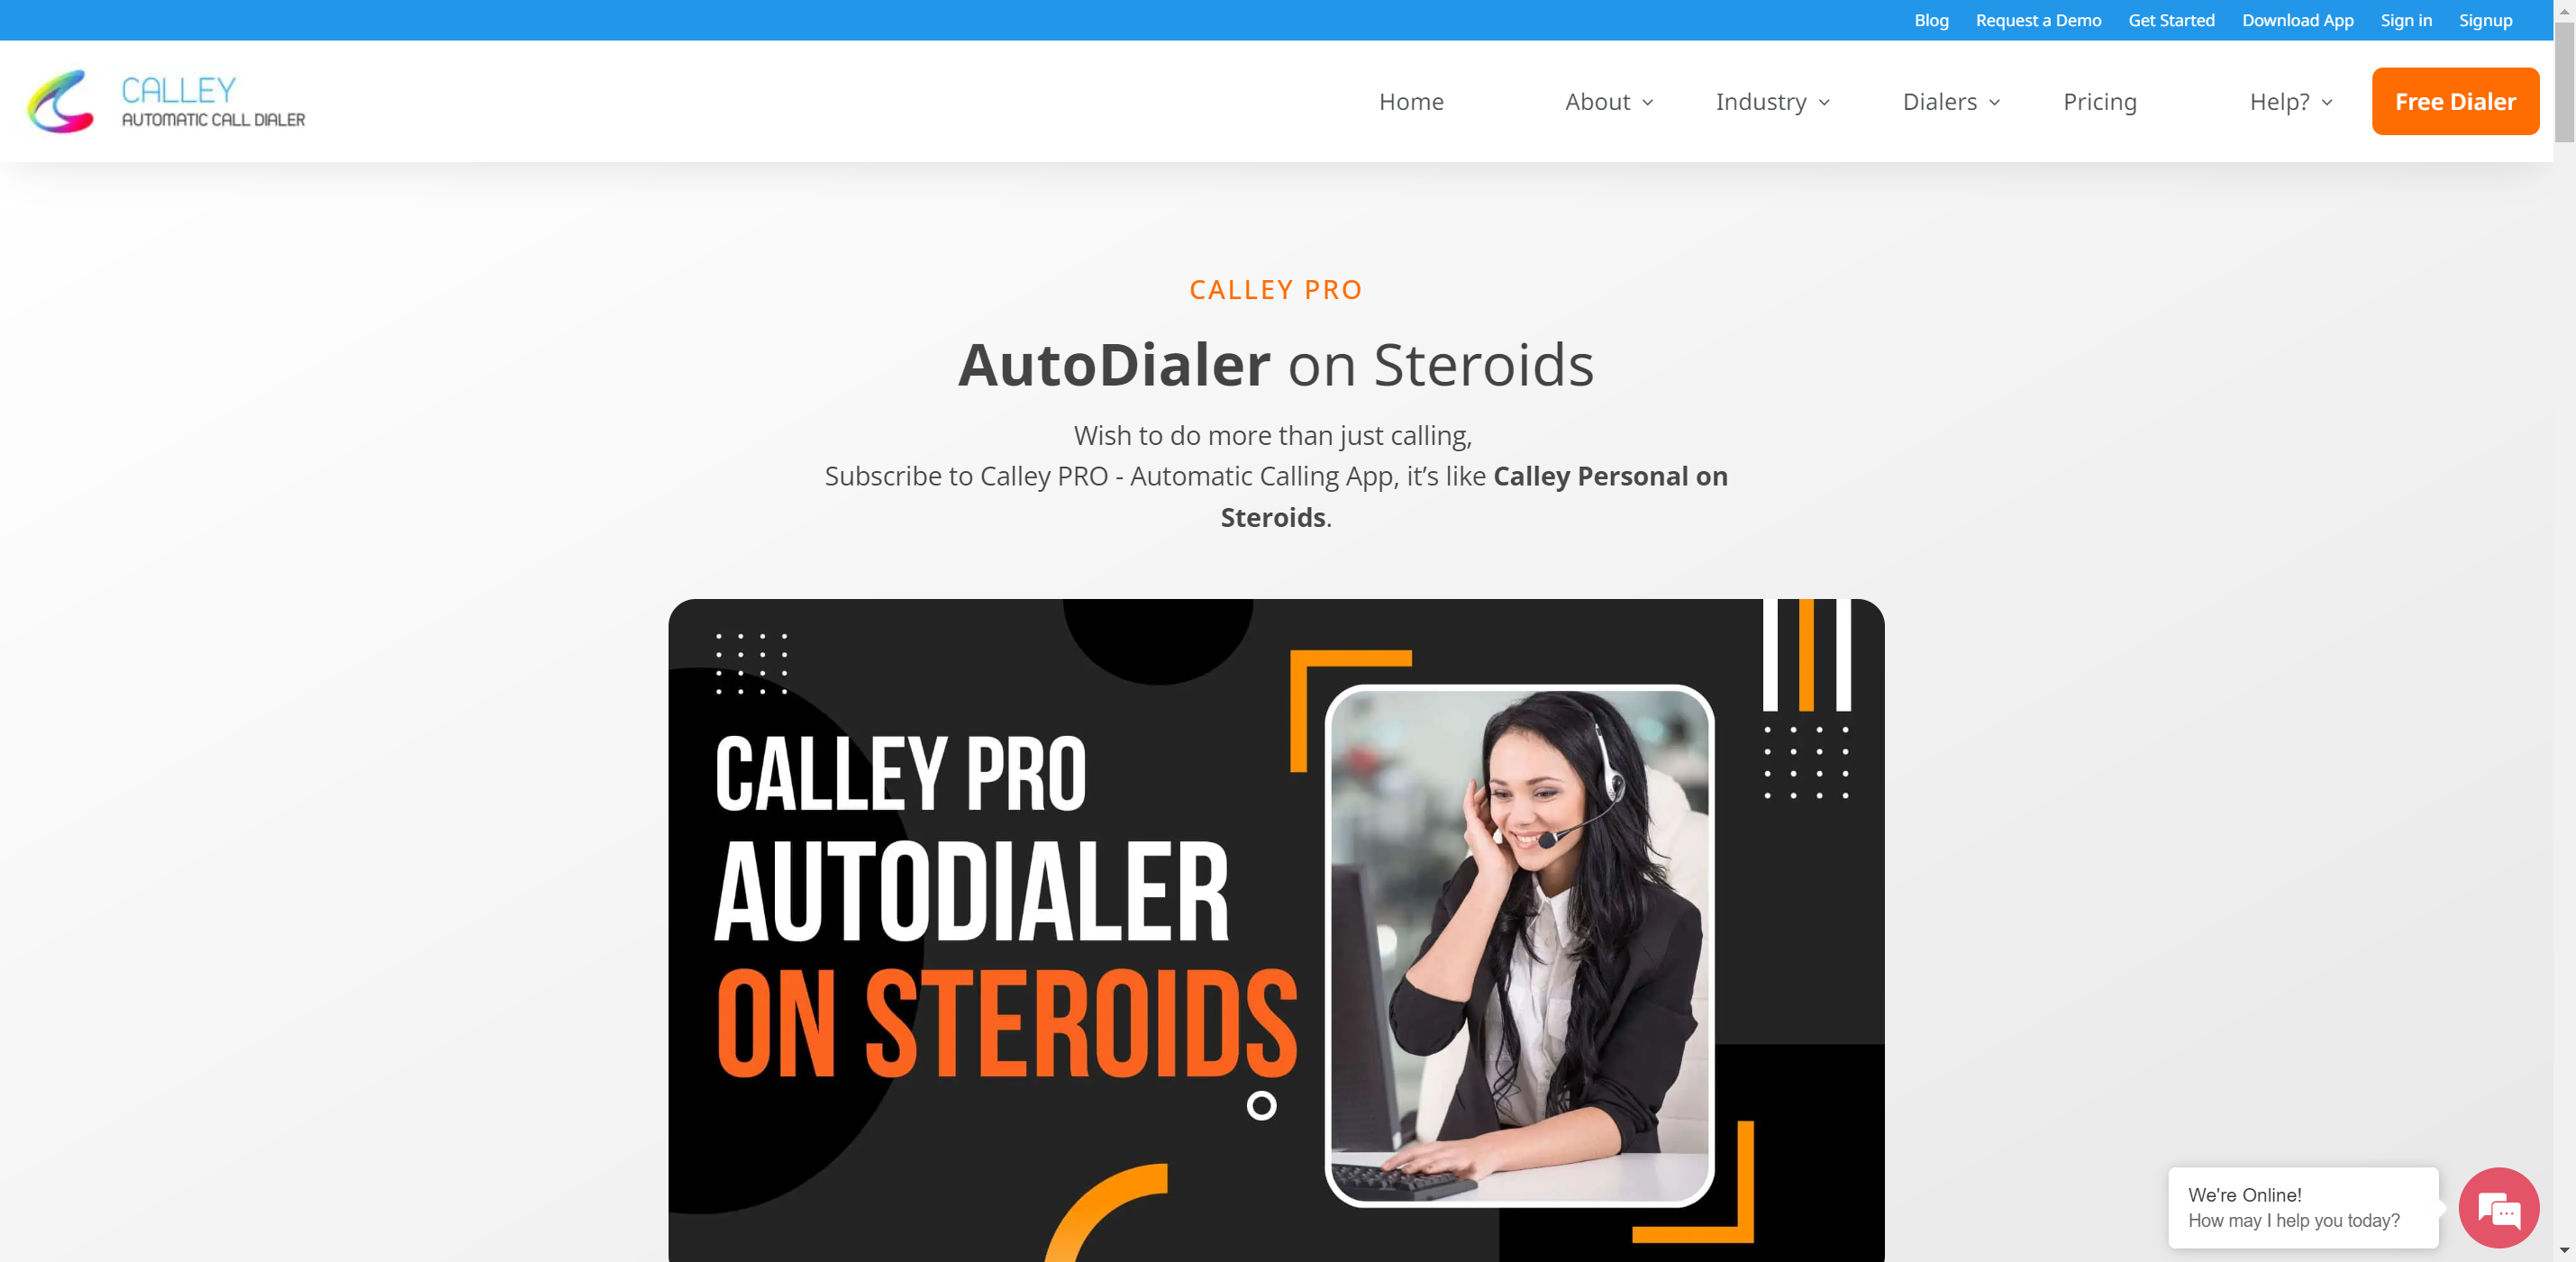 Blog Request a Demo Get Started Download App Sign in Signup
CALLEY
AUTOMATIC CALL DIALER
Home About Industry Dialers Pricing Help? Free Dialer
CALLEY PRO
AutoDialer on Steroids
Wish to do more than just calling,
Subscribe to Calley PRO - Automatic Calling App, it’s like Calley Personal on
Steroids.
CALLEY PRO
AUTODIALER
ON STEROIDS
We're Online!
How may I help you today?